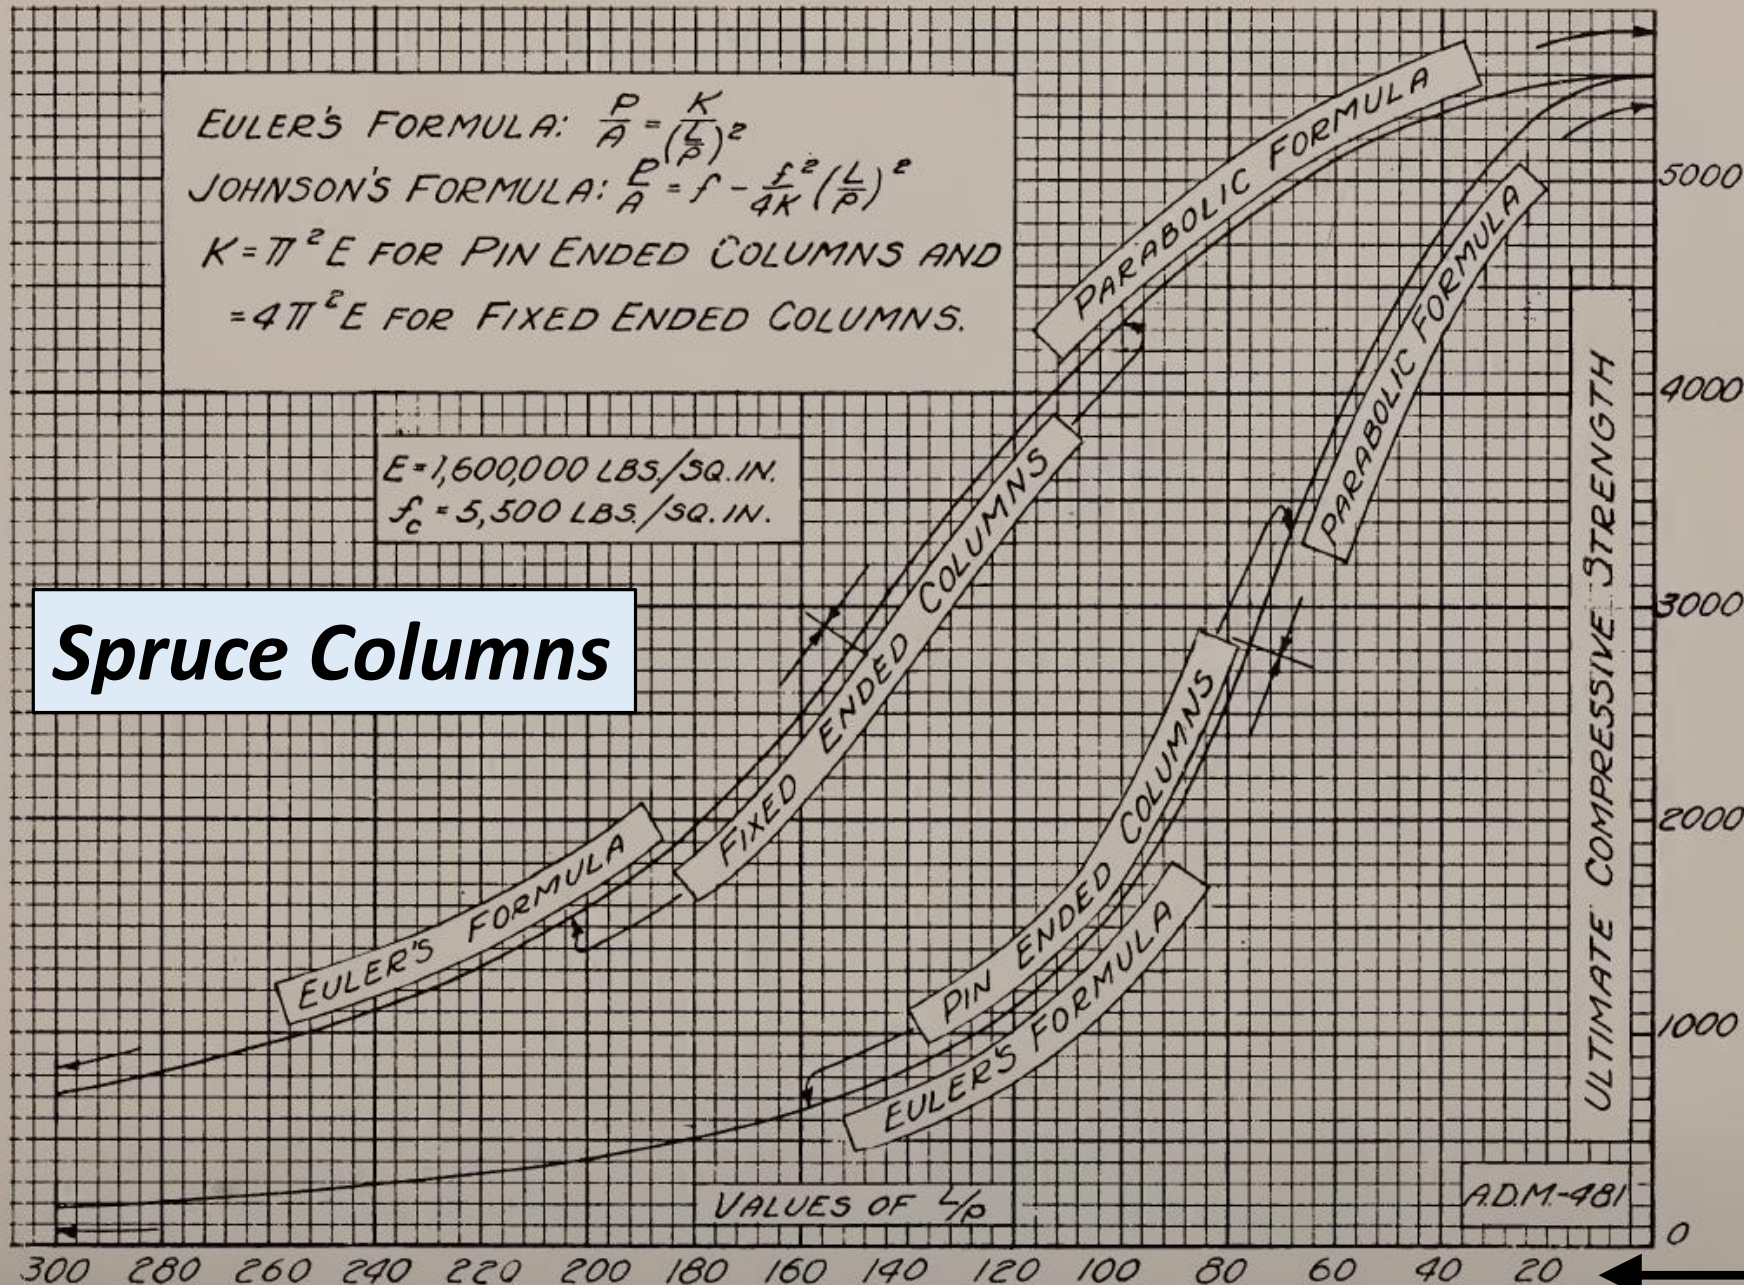 EULER'S FORMULA: P/A = K/(L/ρ)²
JOHNSON'S FORMULA: P/A = f - f²/4K (L/ρ)²
K = π²E FOR PIN ENDED COLUMNS AND
= 4π²E FOR FIXED ENDED COLUMNS.
E = 1,600,000 LBS./SQ.IN.
f_c = 5,500 LBS./SQ.IN.
Spruce Columns
PARABOLIC FORMULA
PARABOLIC FORMULA
FIXED ENDED COLUMNS
EULER'S FORMULA
PIN ENDED COLUMNS
EULER'S FORMULA
ULTIMATE COMPRESSIVE STRENGTH
5000
4000
3000
2000
1000
0
VALUES OF L/ρ
A.D.M.-481
300 280 260 240 220 200 180 160 140 120 100 80 60 40 20